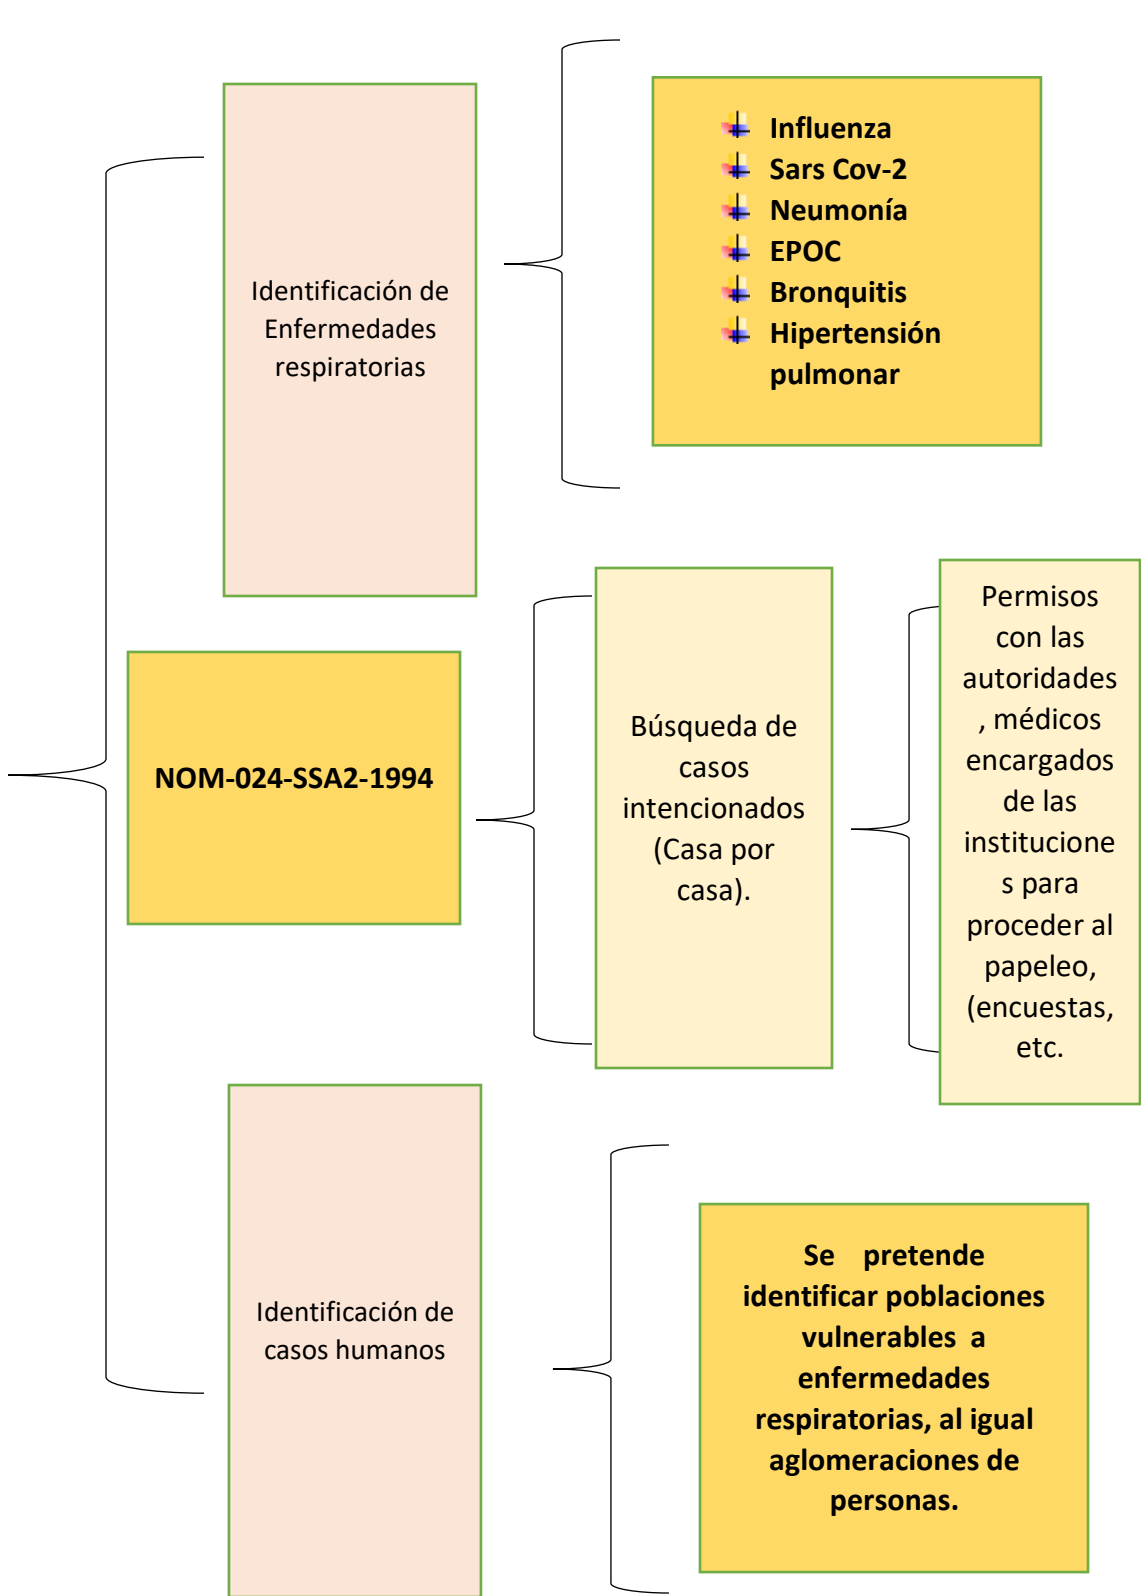 Identificación de
Enfermedades
respiratorias
Influenza
Sars Cov-2
Neumonía
EPOC
Bronquitis
Hipertensión
pulmonar
NOM-024-SSA2-1994
Búsqueda de
casos
intencionados
(Casa por
casa).
Permisos
con las
autoridades
, médicos
encargados
de las
institucione
s para
proceder al
papeleo,
(encuestas,
etc.
Identificación de
casos humanos
Se pretende
identificar poblaciones
vulnerables a
enfermedades
respiratorias, al igual
aglomeraciones de
personas.